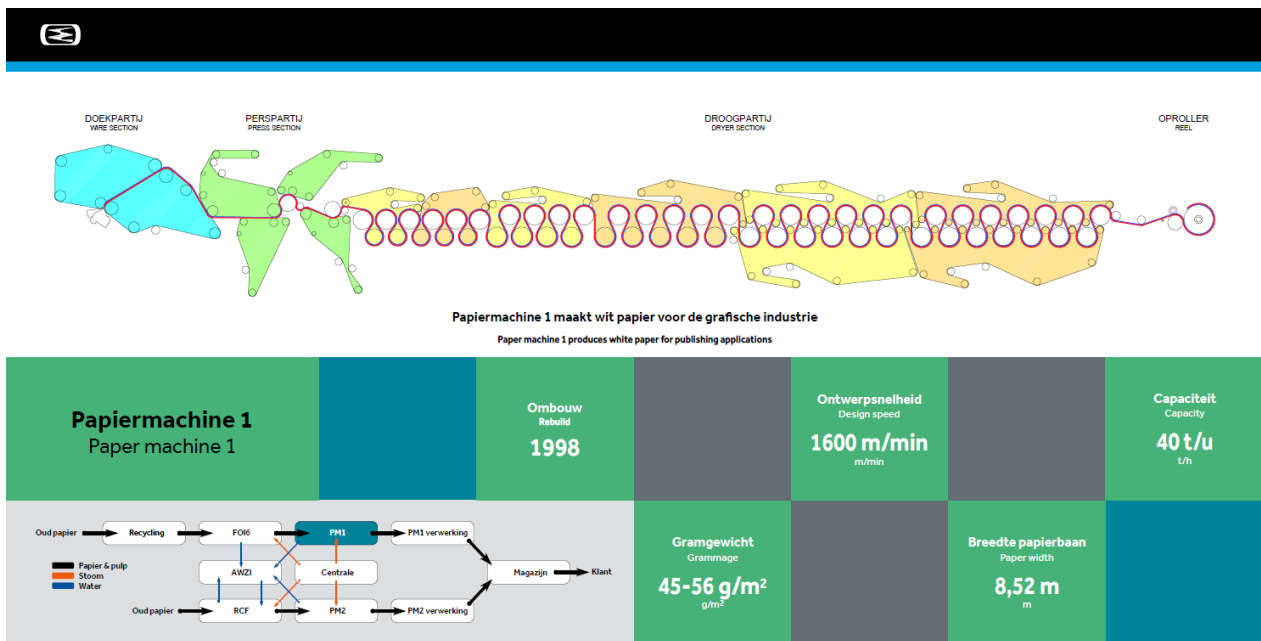 DOEKPARTIJ
WIRE SECTION
PERSPARTIJ
PRESS SECTION
DROOGPARTIJ
DRYER SECTION
OPROLLER
REEL
Papiermachine 1 maakt wit papier voor de grafische industrie
Paper machine 1 produces white paper for publishing applications
Papiermachine 1
Paper machine 1
Ombouw
Rebuild
1998
Ontwerpsnelheid
Design speed
1600 m/min
m/min
Capaciteit
Capacity
40 t/u
t/h
Oud papier
Recycling
FOI6
PM1
PM1 verwerking
Papier & pulp
Stoom
Water
AWZI
Centrale
Magazijn
Klant
Oud papier
RCF
PM2
PM2 verwerking
Gramgewicht
Grammage
45-56 g/m²
g/m²
Breedte papierbaan
Paper width
8,52 m
m